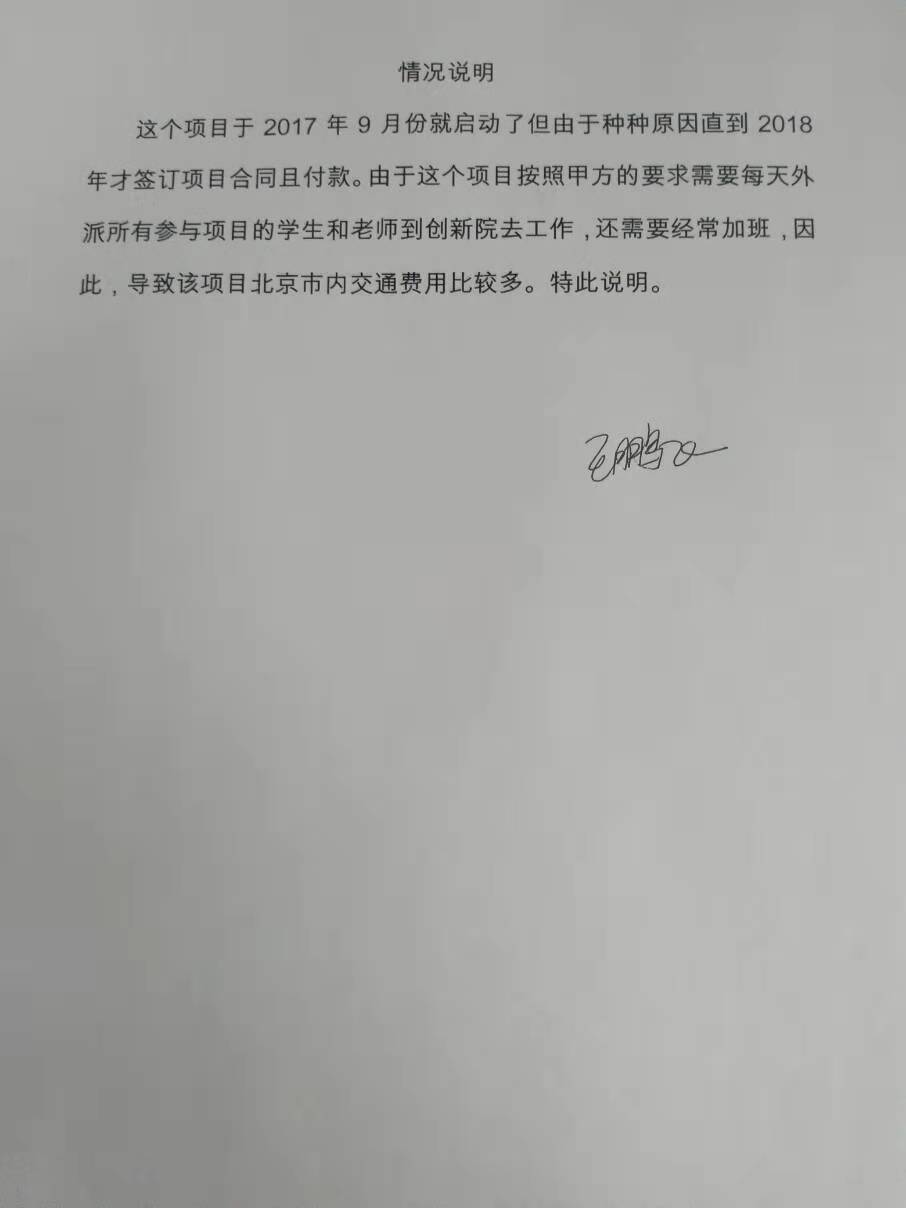 情况说明
这个项目于 2017 年 9 月份就启动了但由于种种原因直到 2018
年才签订项目合同且付款。由于这个项目按照甲方的要求需要每天外
派所有参与项目的学生和老师到创新院去工作，还需要经常加班，因
此，导致该项目北京市内交通费用比较多。特此说明。
王鹏飞